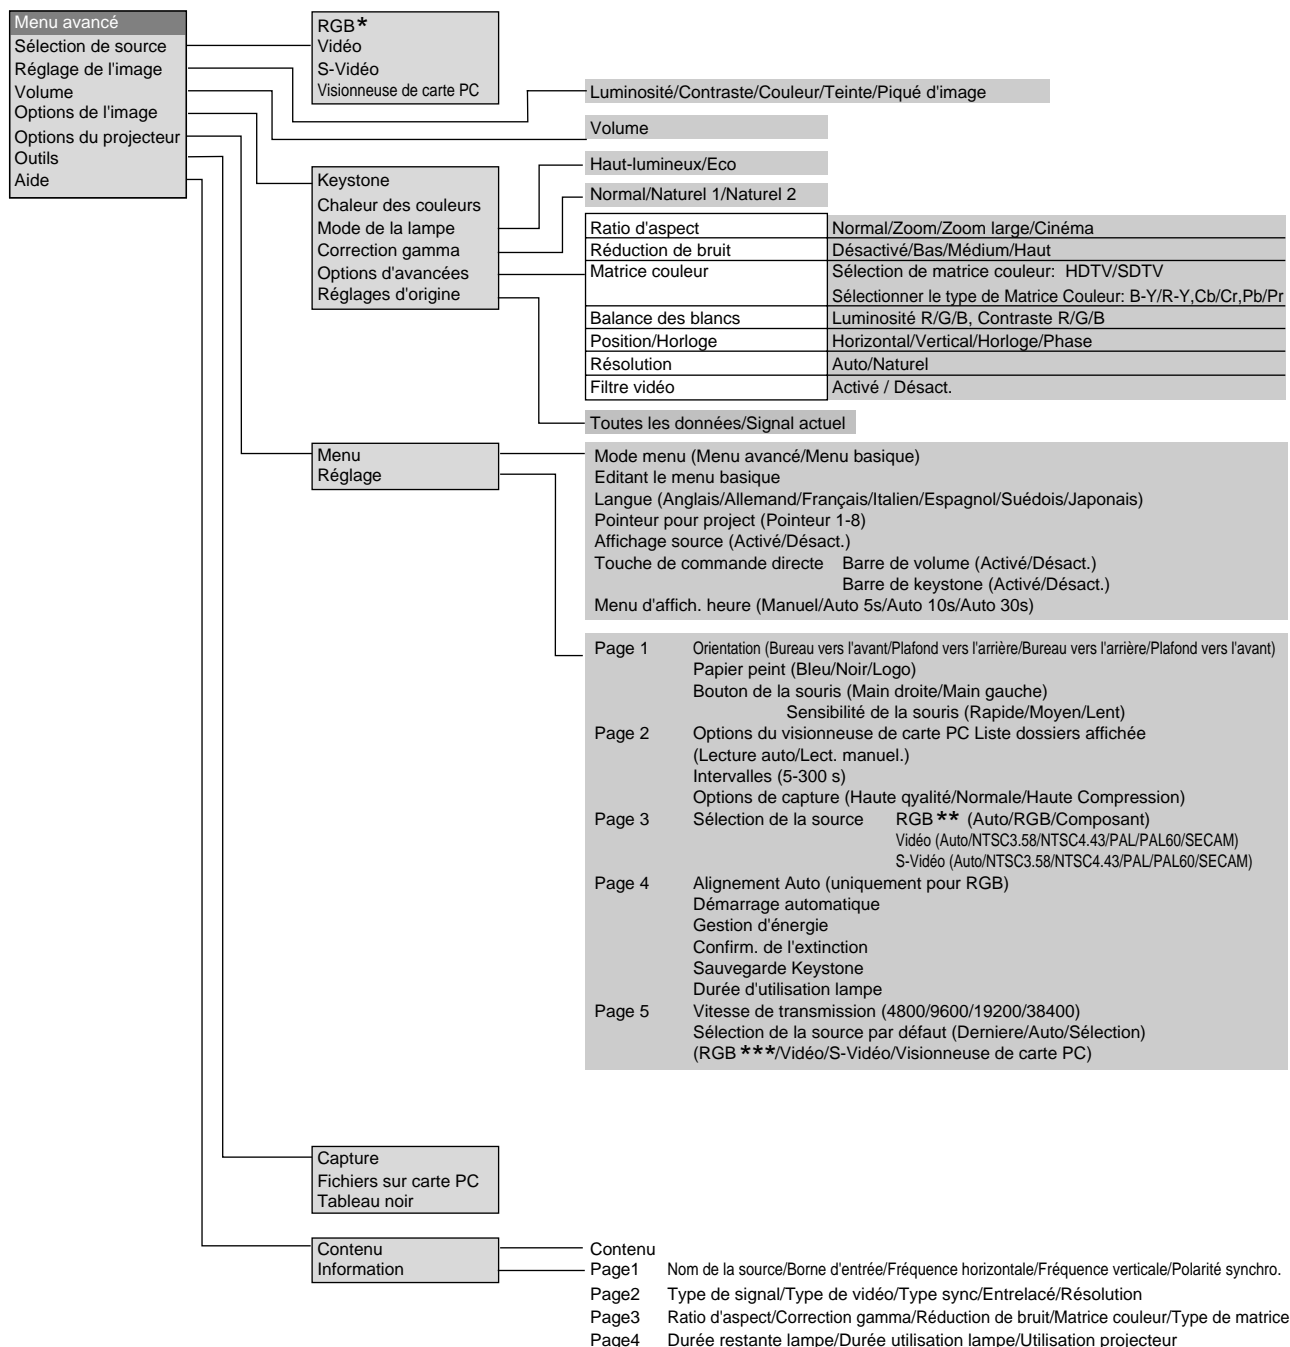 Menu avancé
Sélection de source
Réglage de l'image
Volume
Options de l'image
Options du projecteur
Outils
Aide
RGB*
Vidéo
S-Vidéo
Visionneuse de carte PC
Luminosité/Contraste/Couleur/Teinte/Piqué d'image
Volume
Keystone
Chaleur des couleurs
Mode de la lampe
Correction gamma
Options d'avancées
Réglages d'origine
Haut-lumineux/Eco
Normal/Naturel 1/Naturel 2
Ratio d'aspect Normal/Zoom/Zoom large/Cinéma
Réduction de bruit Désactivé/Bas/Médium/Haut
Matrice couleur Sélection de matrice couleur: HDTV/SDTV
Sélectionner le type de Matrice Couleur: B-Y/R-Y,Cb/Cr,Pb/Pr
Balance des blancs Luminosité R/G/B, Contraste R/G/B
Position/Horloge Horizontal/Vertical/Horloge/Phase
Résolution Auto/Naturel
Filtre vidéo Activé / Désact.
Toutes les données/Signal actuel
Menu
Réglage
Mode menu (Menu avancé/Menu basique)
Editant le menu basique
Langue (Anglais/Allemand/Français/Italien/Espagnol/Suédois/Japonais)
Pointeur pour project (Pointeur 1-8)
Affichage source (Activé/Désact.)
Touche de commande directe Barre de volume (Activé/Désact.)
Barre de keystone (Activé/Désact.)
Menu d'affich. heure (Manuel/Auto 5s/Auto 10s/Auto 30s)
Page 1 Orientation (Bureau vers l'avant/Plafond vers l'arrière/Bureau vers l'arrière/Plafond vers l'avant)
Papier peint (Bleu/Noir/Logo)
Bouton de la souris (Main droite/Main gauche)
Sensibilité de la souris (Rapide/Moyen/Lent)
Page 2 Options du visionneuse de carte PC Liste dossiers affichée
(Lecture auto/Lect. manuel.)
Intervalles (5-300 s)
Options de capture (Haute qyalité/Normale/Haute Compression)
Page 3 Sélection de la source RGB** (Auto/RGB/Composant)
Vidéo (Auto/NTSC3.58/NTSC4.43/PAL/PAL60/SECAM)
S-Vidéo (Auto/NTSC3.58/NTSC4.43/PAL/PAL60/SECAM)
Page 4 Alignement Auto (uniquement pour RGB)
Démarrage automatique
Gestion d'énergie
Confirm. de l'extinction
Sauvegarde Keystone
Durée d'utilisation lampe
Page 5 Vitesse de transmission (4800/9600/19200/38400)
Sélection de la source par défaut (Derniere/Auto/Sélection)
(RGB***/Vidéo/S-Vidéo/Visionneuse de carte PC)
Capture
Fichiers sur carte PC
Tableau noir
Contenu
Information
Contenu
Page1 Nom de la source/Borne d'entrée/Fréquence horizontale/Fréquence verticale/Polarité synchro.
Page2 Type de signal/Type de vidéo/Type sync/Entrelacé/Résolution
Page3 Ratio d'aspect/Correction gamma/Réduction de bruit/Matrice couleur/Type de matrice
Page4 Durée restante lampe/Durée utilisation lampe/Utilisation projecteur